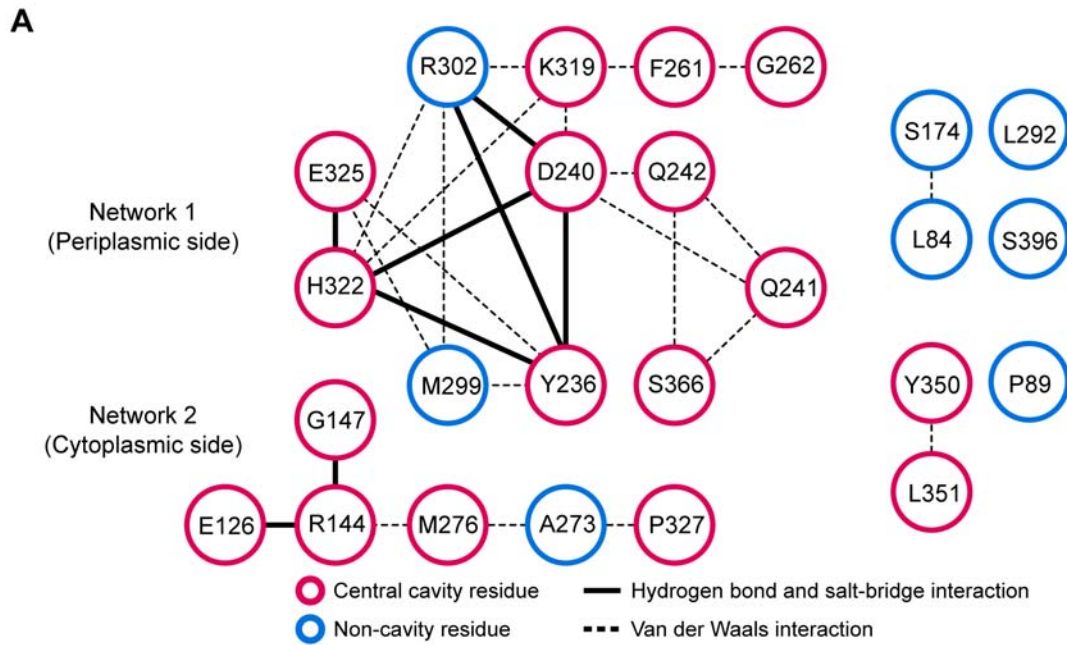 A
R302
K319
F261
G262
S174
L292
E325
D240
Q242
Network 1
(Periplasmic side)
L84
S396
H322
Q241
M299
Y236
S366
Y350
P89
Network 2
(Cytoplasmic side)
G147
L351
E126
R144
M276
A273
P327
Central cavity residue
Hydrogen bond and salt-bridge interaction
Non-cavity residue
Van der Waals interaction